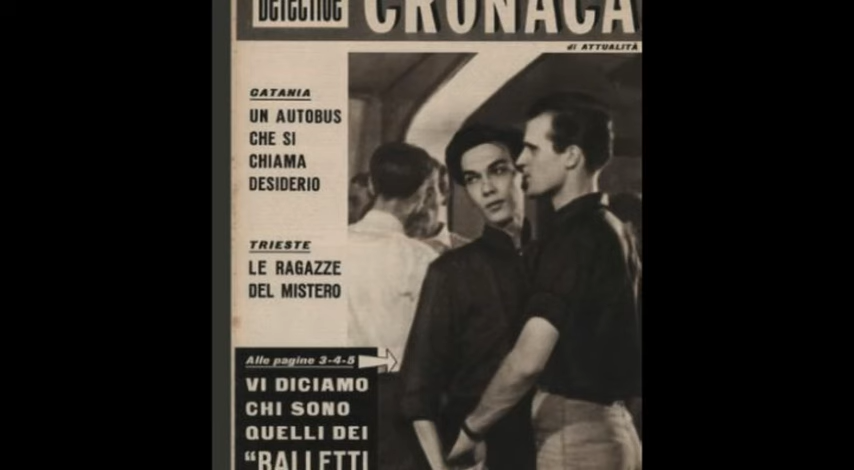 Detective
CRONACA
di ATTUALITÀ
CATANIA
UN AUTOBUS
CHE SI
CHIAMA
DESIDERIO
TRIESTE
LE RAGAZZE
DEL MISTERO
Alle pagine 3-4-5
VI DICIAMO
CHI SONO
QUELLI DEI
“BALLETTI